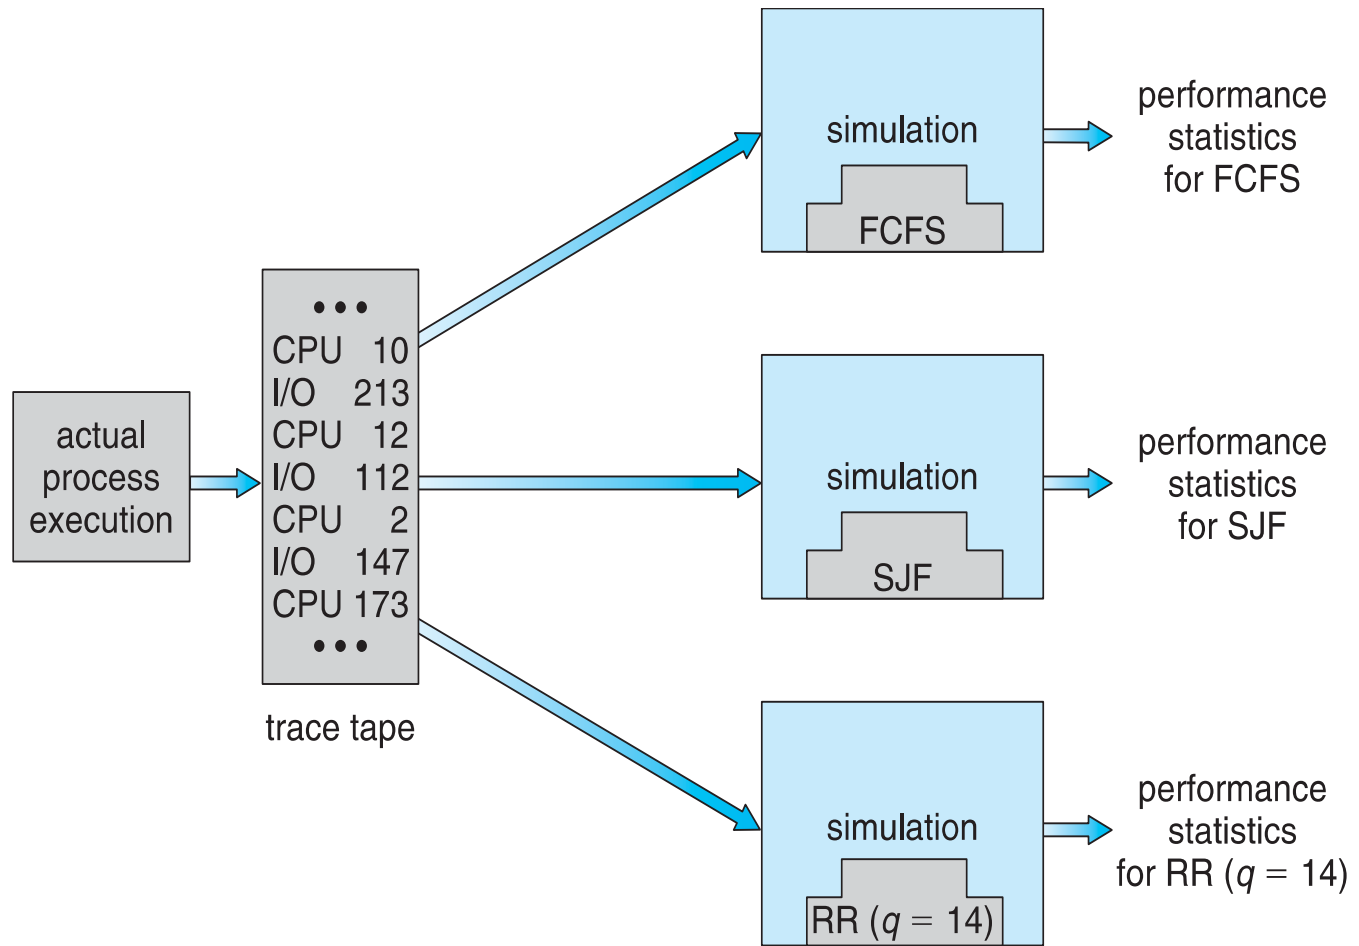 actual
process
execution
• • •
CPU 10
I/O 213
CPU 12
I/O 112
CPU 2
I/O 147
CPU 173
• • •
trace tape
simulation
FCFS
performance
statistics
for FCFS
simulation
SJF
performance
statistics
for SJF
simulation
RR (q = 14)
performance
statistics
for RR (q = 14)